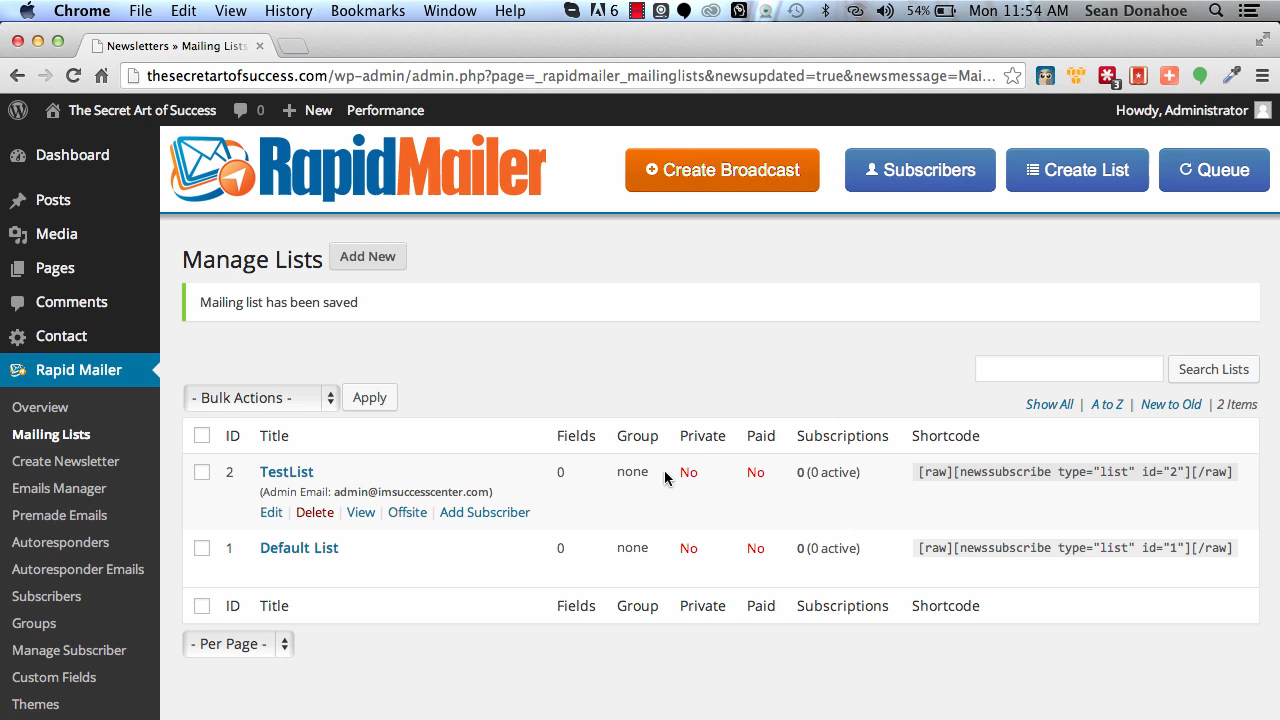 Chrome File Edit View History Bookmarks Window Help 6 54% Mon 11:54 AM Sean Donahoe
Newsletters » Mailing Lists
thesecretartofsuccess.com/wp-admin/admin.php?page=_rapidmailer_mailinglists&newsupdated=true&newsmessage=Mai... 3
The Secret Art of Success 0 New Performance Howdy, Administrator
Dashboard
Posts
Media
Pages
Comments
Contact
Rapid Mailer
Overview
Mailing Lists
Create Newsletter
Emails Manager
Premade Emails
Autoresponders
Autoresponder Emails
Subscribers
Groups
Manage Subscriber
Custom Fields
Themes
RapidMailer Create Broadcast Subscribers Create List Queue
Manage Lists Add New
Mailing list has been saved
Search Lists
- Bulk Actions - Apply
Show All | A to Z | New to Old | 2 Items
ID Title Fields Group Private Paid Subscriptions Shortcode
2 TestList 0 none No No 0 (0 active) [raw][newssubscribe type="list" id="2"][/raw]
(Admin Email: admin@imsuccesscenter.com)
Edit | Delete | View | Offsite | Add Subscriber
1 Default List 0 none No No 0 (0 active) [raw][newssubscribe type="list" id="1"][/raw]
ID Title Fields Group Private Paid Subscriptions Shortcode
- Per Page -